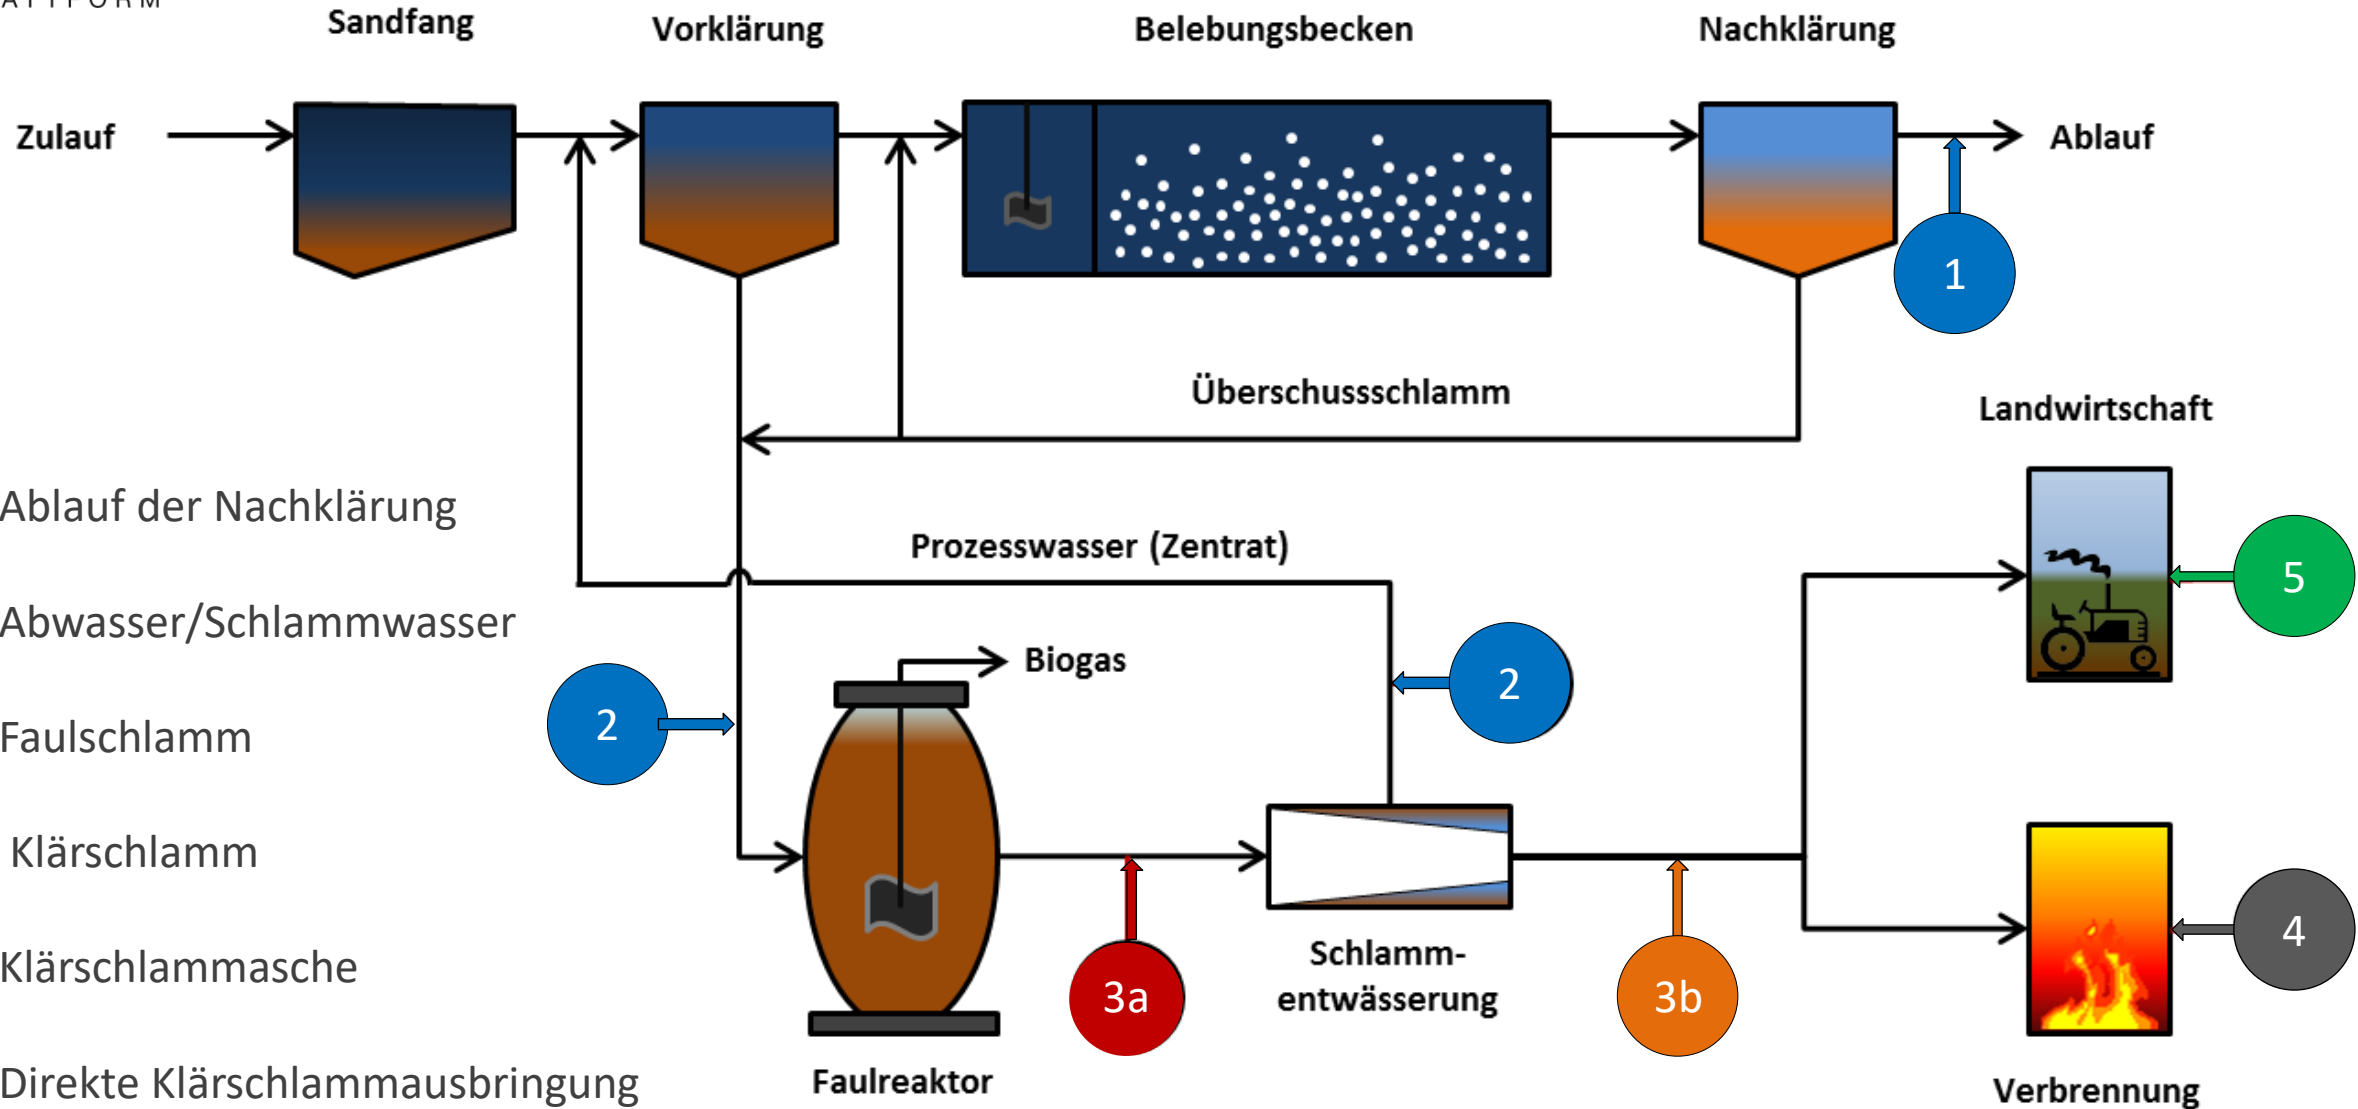 Sandfang
Vorklärung
Belebungsbecken
Nachklärung
Zulauf
Ablauf
1
Überschussschlamm
Landwirtschaft
Ablauf der Nachklärung
Prozesswasser (Zentrat)
5
Abwasser/Schlammwasser
Biogas
2
2
Faulschlamm
Klärschlamm
4
Schlamm-
entwässerung
3a
3b
Klärschlammasche
Faulreaktor
Direkte Klärschlammausbringung
Verbrennung